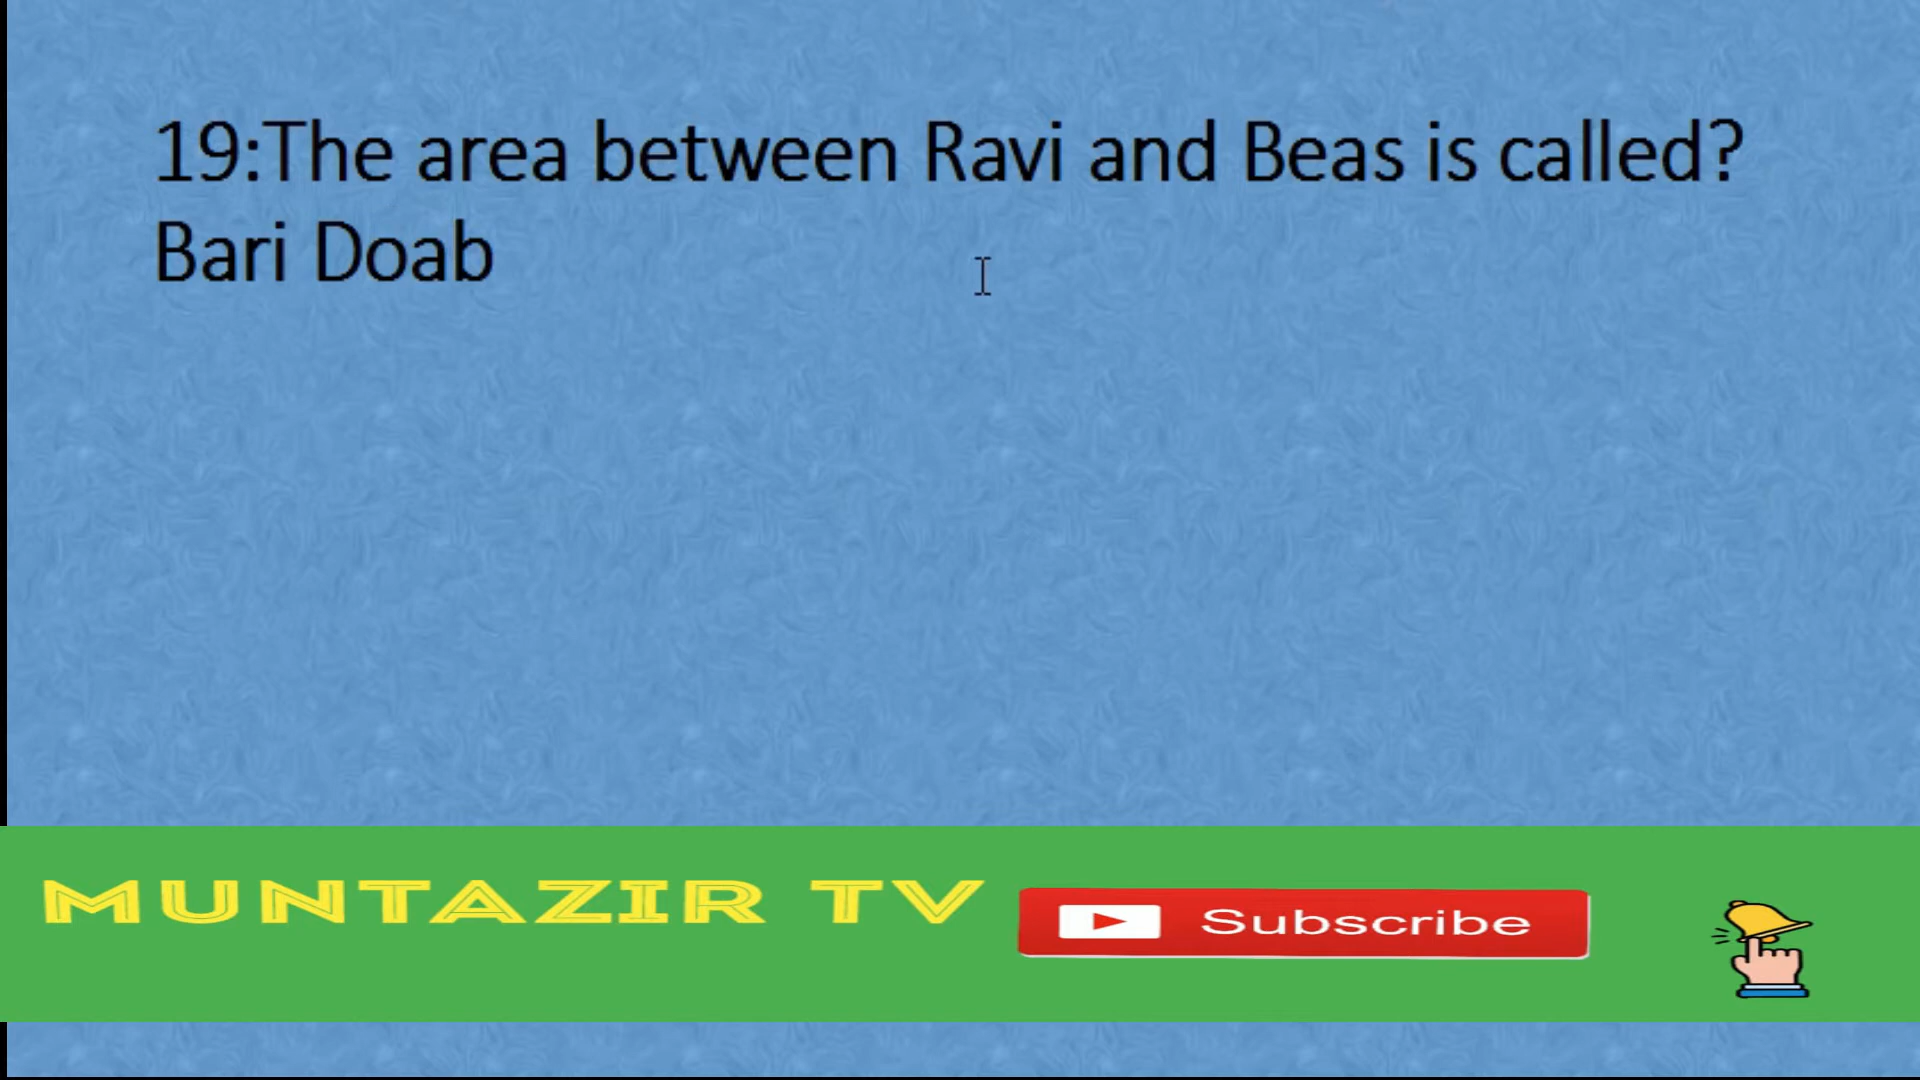 19:The area between Ravi and Beas is called?
Bari Doab
MUNTAZIR TV
Subscribe